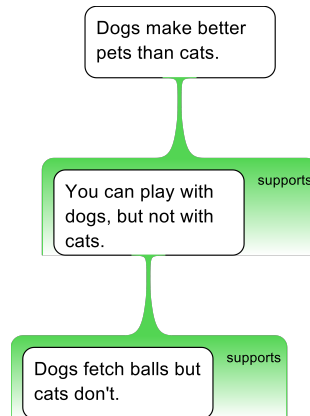 Dogs make better
pets than cats.
supports
You can play with
dogs, but not with
cats.
supports
Dogs fetch balls but
cats don't.